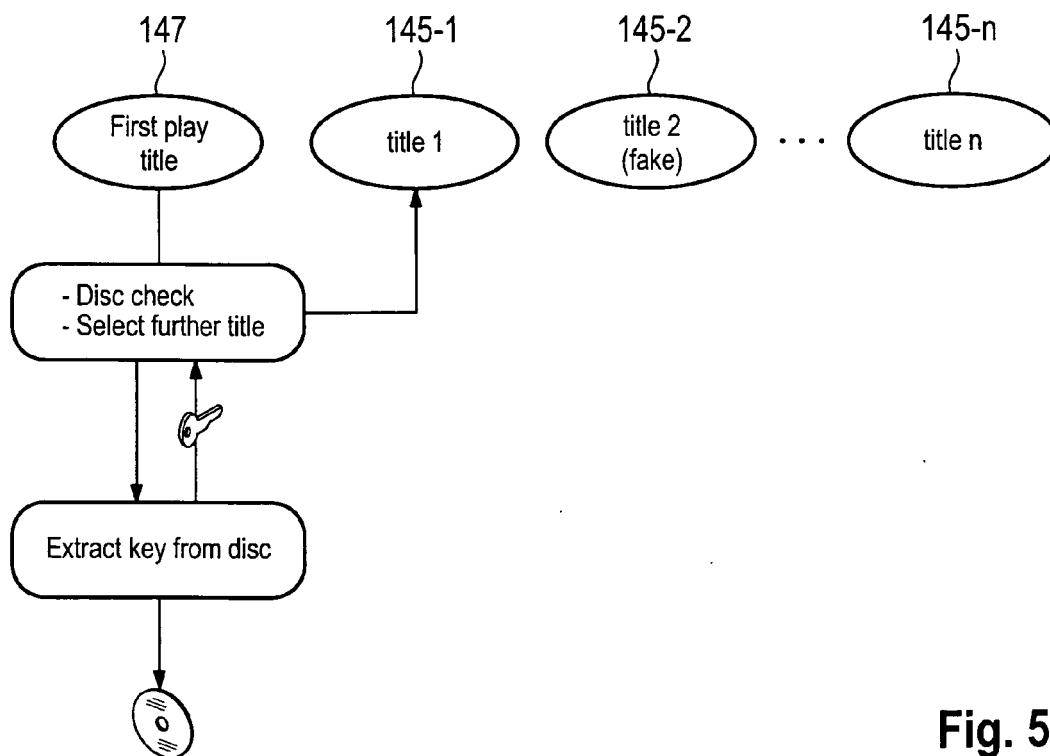 147
145-1
145-2
145-n
First play
title
title 1
title 2
(fake)
. . .
title n
- Disc check
- Select further title
Extract key from disc
Fig. 5